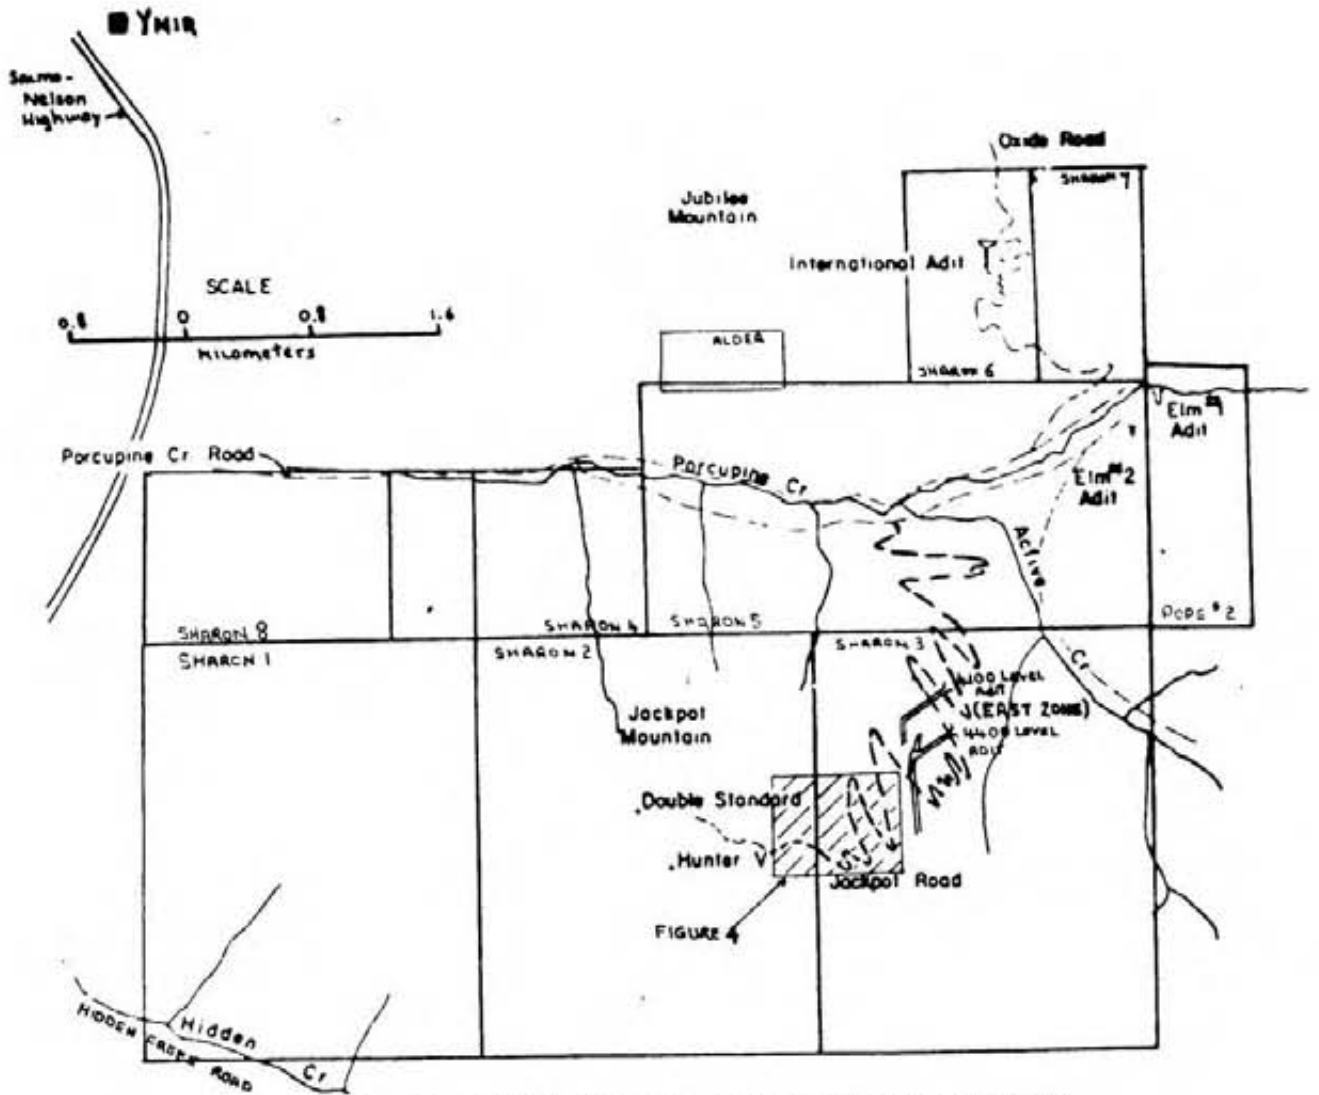 YMIR
Salmo-
Nelson
Highway
Oxide Road
SHARON 7
Jubilee
Mountain
International Adit
SCALE
0.8 0 0.8 1.6
Kilometers
ALDER
SHARON 6
Elm #1
Adit
Porcupine Cr. Road
Porcupine Cr
Elm #2
Adit
Active
Cr
SHARON 8
SHARON 4
SHARON 5
POPE #2
SHARON 1
SHARON 2
SHARON 3
4100 LEVEL
ADIT
(EAST ZONE)
4400 LEVEL
ADIT
Jackpot
Mountain
Double Standard
Hunter
Jackpot Road
FIGURE 4
Hidden
Cr
HIDDEN CREEK ROAD